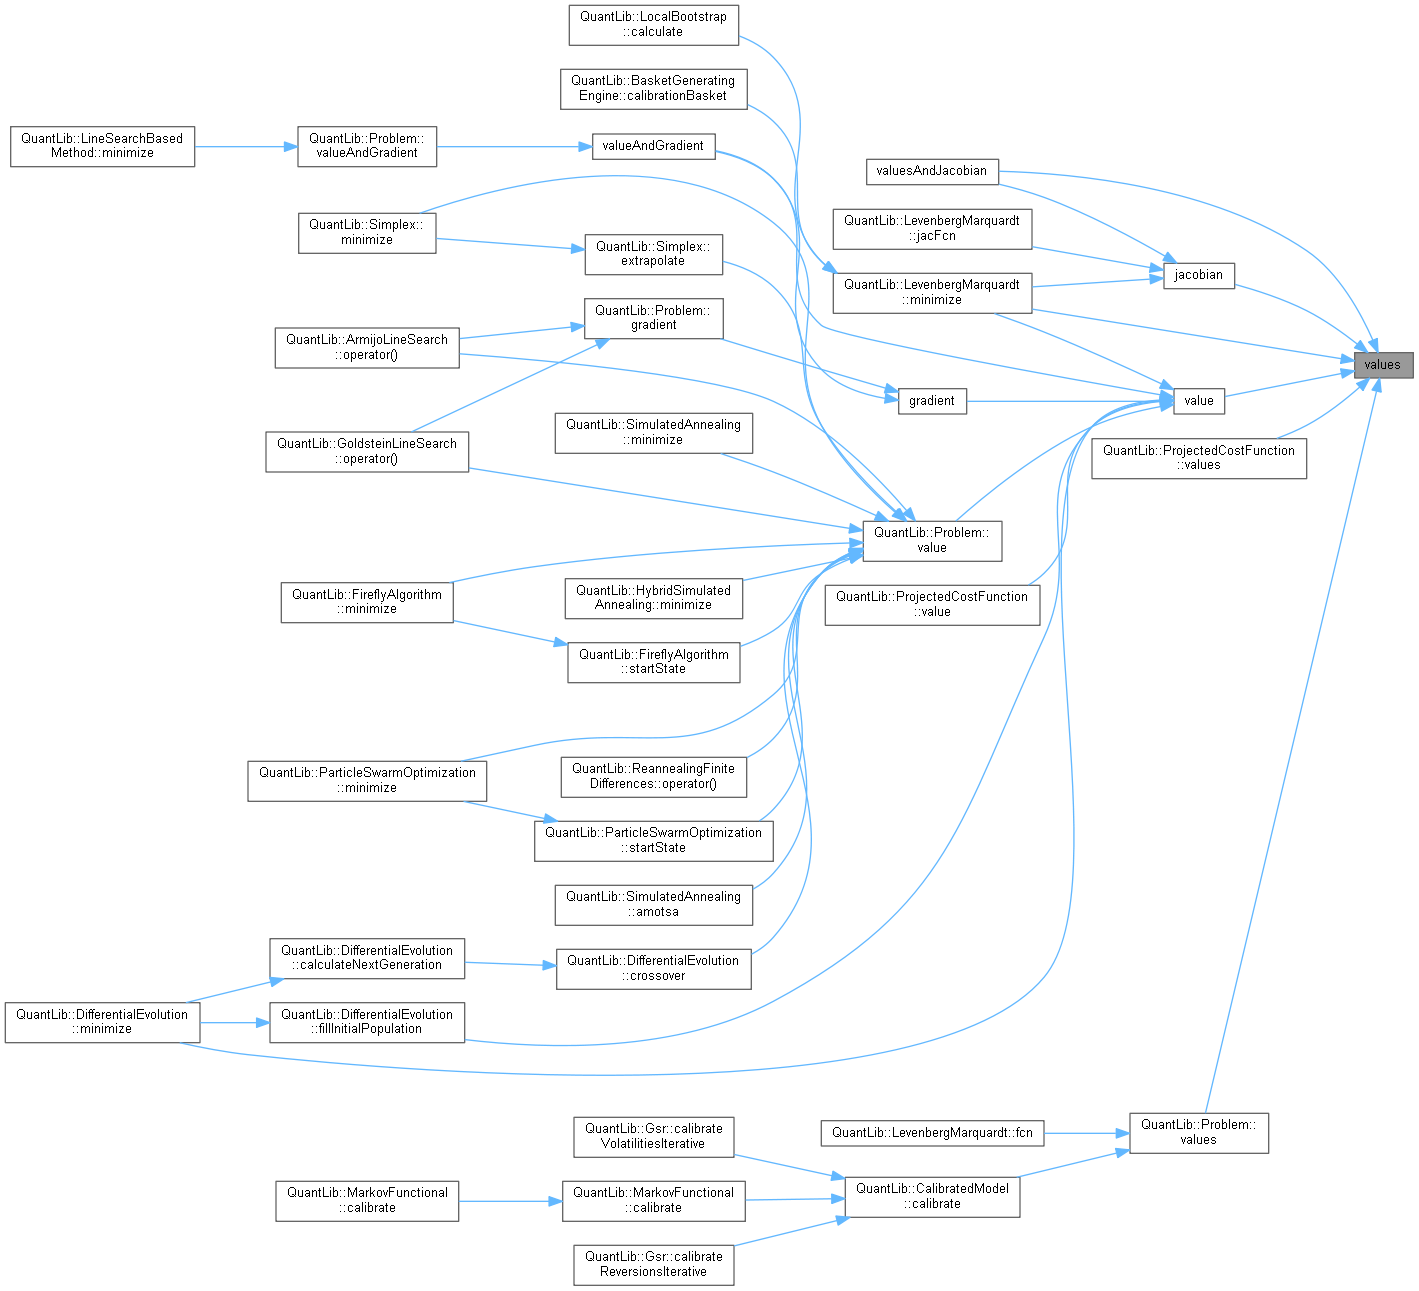 QuantLib::LocalBootstrap
::calculate
QuantLib::BasketGenerating
Engine::calibrationBasket
QuantLib::LineSearchBased
Method::minimize
QuantLib::Problem::
valueAndGradient
valueAndGradient
valuesAndJacobian
QuantLib::Simplex::
minimize
QuantLib::LevenbergMarquardt
::jacFcn
QuantLib::Simplex::
extrapolate
jacobian
QuantLib::LevenbergMarquardt
::minimize
QuantLib::Problem::
gradient
QuantLib::ArmijoLineSearch
::operator()
values
gradient
value
QuantLib::SimulatedAnnealing
::minimize
QuantLib::GoldsteinLineSearch
::operator()
QuantLib::ProjectedCostFunction
::values
QuantLib::Problem::
value
QuantLib::FireflyAlgorithm
::minimize
QuantLib::HybridSimulated
Annealing::minimize
QuantLib::ProjectedCostFunction
::value
QuantLib::FireflyAlgorithm
::startState
QuantLib::ParticleSwarmOptimization
::minimize
QuantLib::ReannealingFinite
Differences::operator()
QuantLib::ParticleSwarmOptimization
::startState
QuantLib::SimulatedAnnealing
::amotsa
QuantLib::DifferentialEvolution
::calculateNextGeneration
QuantLib::DifferentialEvolution
::crossover
QuantLib::DifferentialEvolution
::minimize
QuantLib::DifferentialEvolution
::fillInitialPopulation
QuantLib::Gsr::calibrate
VolatilitiesIterative
QuantLib::LevenbergMarquardt::fcn
QuantLib::Problem::
values
QuantLib::MarkovFunctional
::calibrate
QuantLib::MarkovFunctional
::calibrate
QuantLib::CalibratedModel
::calibrate
QuantLib::Gsr::calibrate
ReversionsIterative